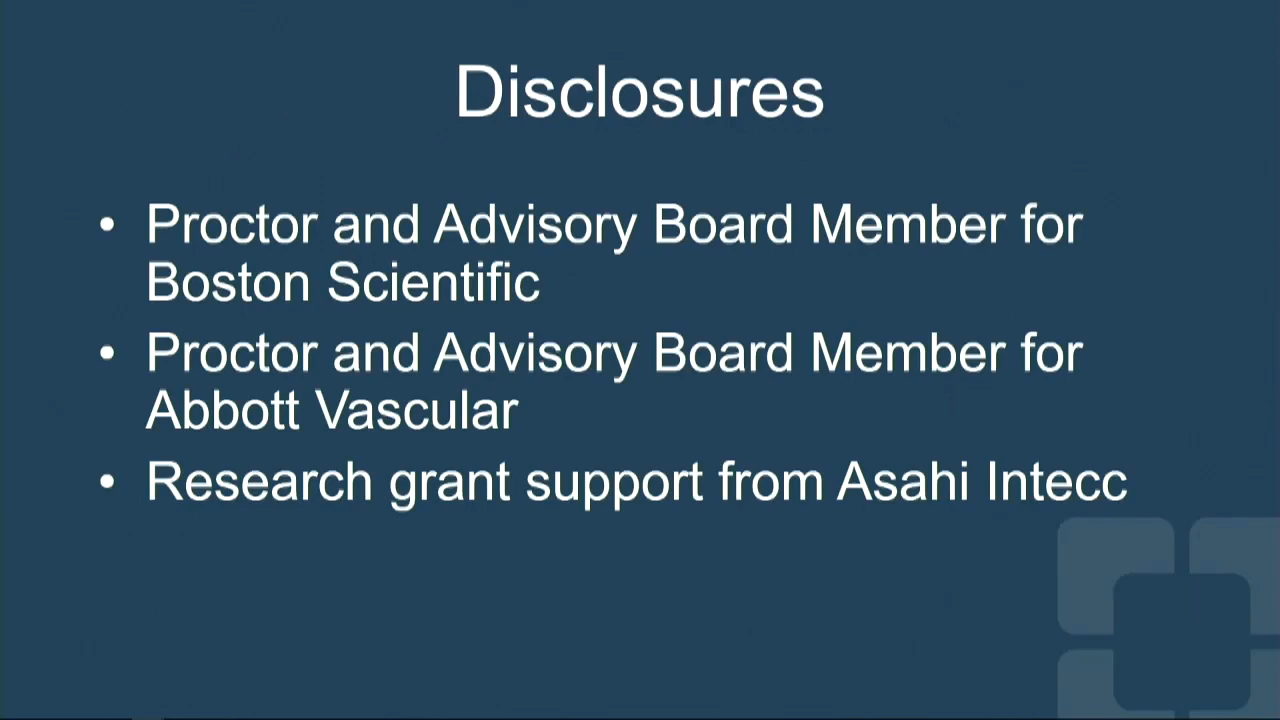 Disclosures
• Proctor and Advisory Board Member for
Boston Scientific
• Proctor and Advisory Board Member for
Abbott Vascular
• Research grant support from Asahi Intecc